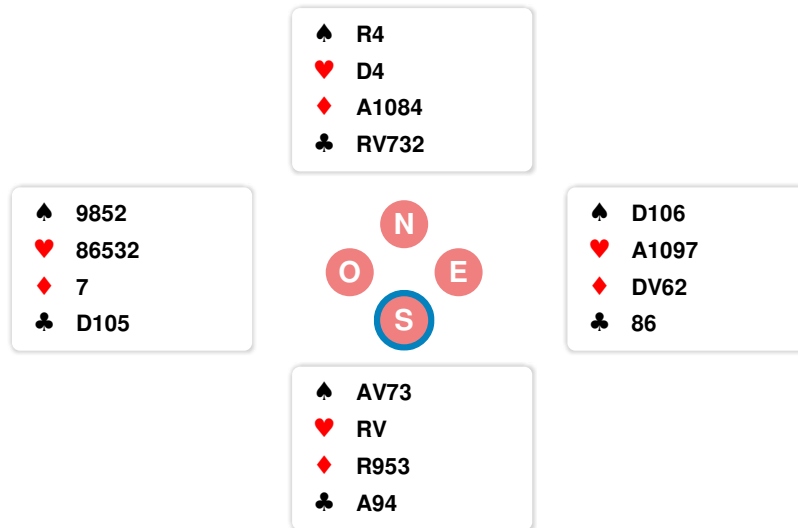 ♠ R4
♥ D4
♦ A1084
♣ RV732
♠ 9852
♥ 86532
♦ 7
♣ D105
N
O E
S
♠ D106
♥ A1097
♦ DV62
♣ 86
♠ AV73
♥ RV
♦ R953
♣ A94